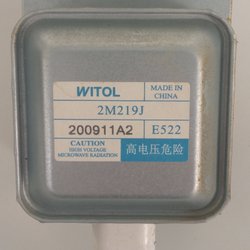 WITOL
MADE IN
CHINA
2M219J
200911A2
E522
CAUTION
HIGH VOLTAGE
MICROWAVE RADIATION
高电压危险